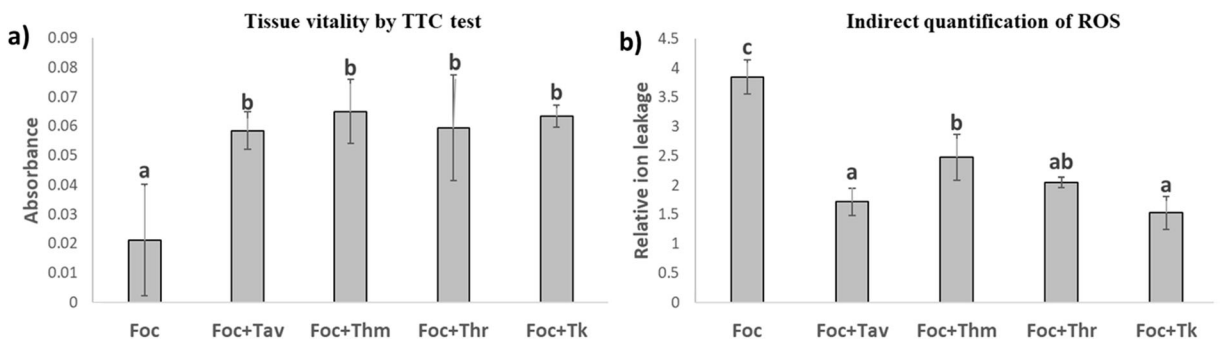 a)
Tissue vitality by TTC test
Absorbance
0.09
0.08
0.07
0.06
0.05
0.04
0.03
0.02
0.01
0
a
b
b
b
b
Foc
Foc+Tav
Foc+Thm
Foc+Thr
Foc+Tk
b)
Indirect quantification of ROS
Relative ion leakage
4.5
4
3.5
3
2.5
2
1.5
1
0.5
0
c
a
b
ab
a
Foc
Foc+Tav
Foc+Thm
Foc+Thr
Foc+Tk